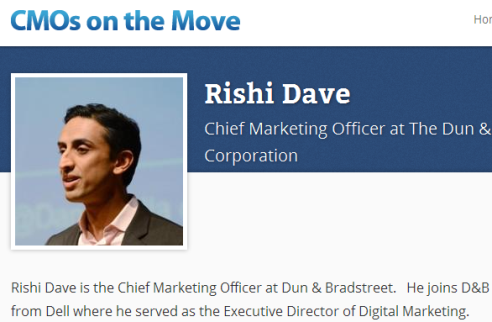 CMOs on the Move
Rishi Dave
Chief Marketing Officer at The Dun &
Corporation
Rishi Dave is the Chief Marketing Officer at Dun & Bradstreet. He joins D&B
from Dell where he served as the Executive Director of Digital Marketing.